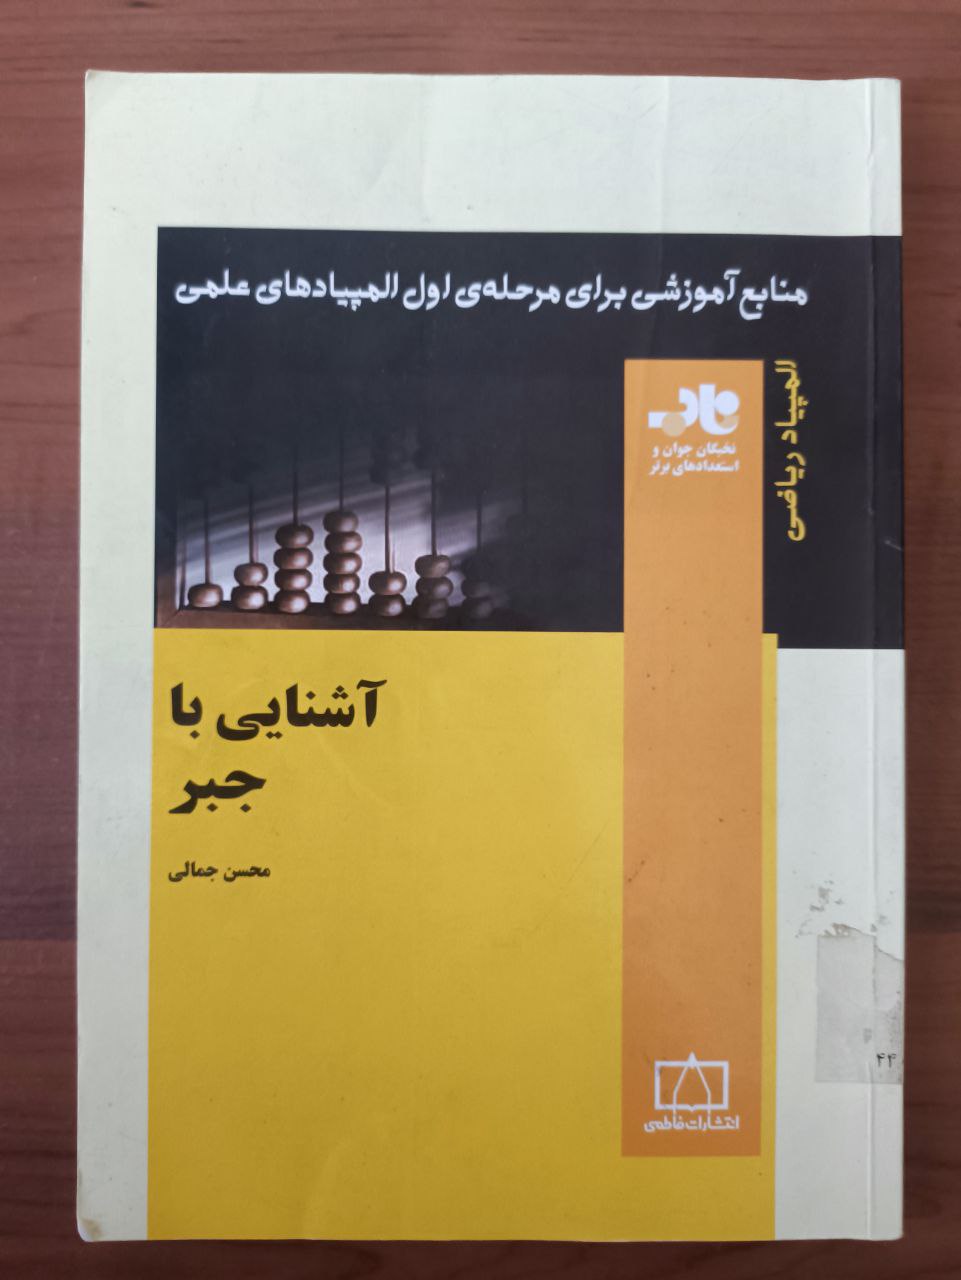 منابع آموزشی برای مرحله‌ی اول المپیادهای علمی
المپیاد ریاضی
ناب
نخبگان جوان و
استعدادهای برتر
آشنایی با
جبر
محسن جمالی
انتشارات فاطمی
۴۴